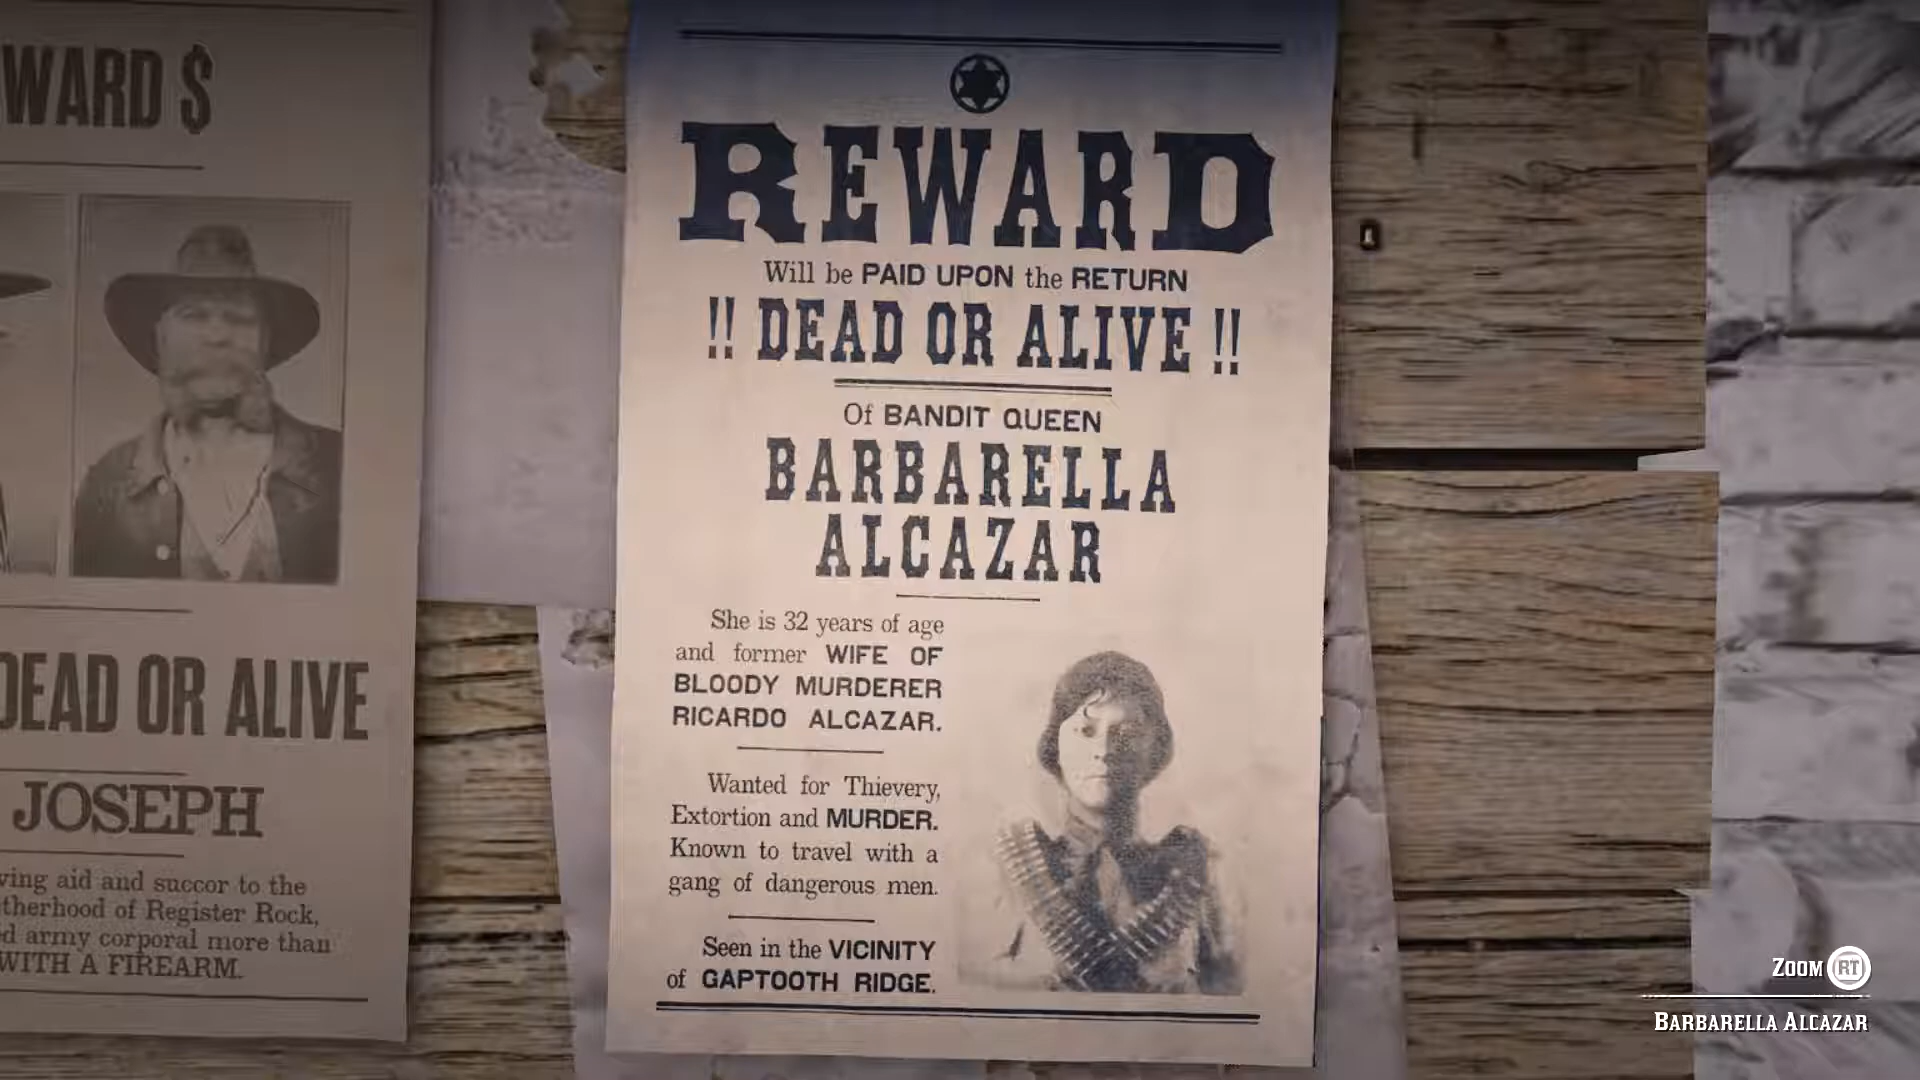 WARD $
DEAD OR ALIVE
JOSEPH
ving aid and succor to the
therhood of Register Rock,
d army corporal more than
WITH A FIREARM.
REWARD
Will be PAID UPON the RETURN
!! DEAD OR ALIVE !!
Of BANDIT QUEEN
BARBARELLA
ALCAZAR
She is 32 years of age
and former WIFE OF
BLOODY MURDERER
RICARDO ALCAZAR.
Wanted for Thievery,
Extortion and MURDER.
Known to travel with a
gang of dangerous men.
Seen in the VICINITY
of GAPTOOTH RIDGE.
ZOOM RT
BARBARELLA ALCAZAR